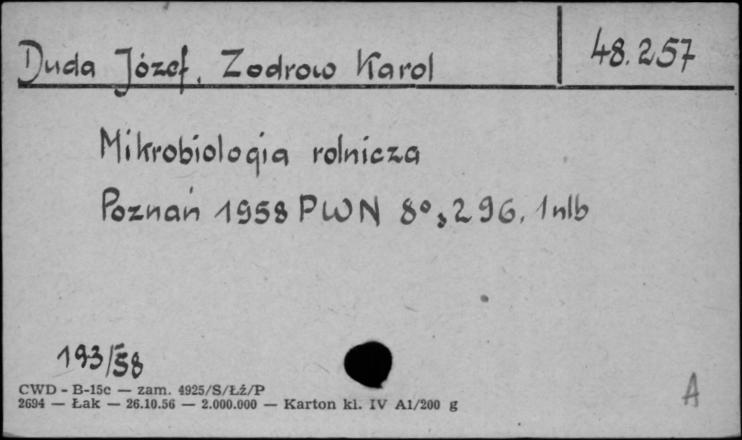 Duda Józef, Zodrow Karol
48.257
Mikrobiologia rolnicza
Poznań 1958 PWN 8°, 296, 1 nlb
193/58
CWD - B-15c — zam. 4925/S/Łż/P
2694 — Łak — 26.10.56 — 2.000.000 — Karton kl. IV A1/200 g
A